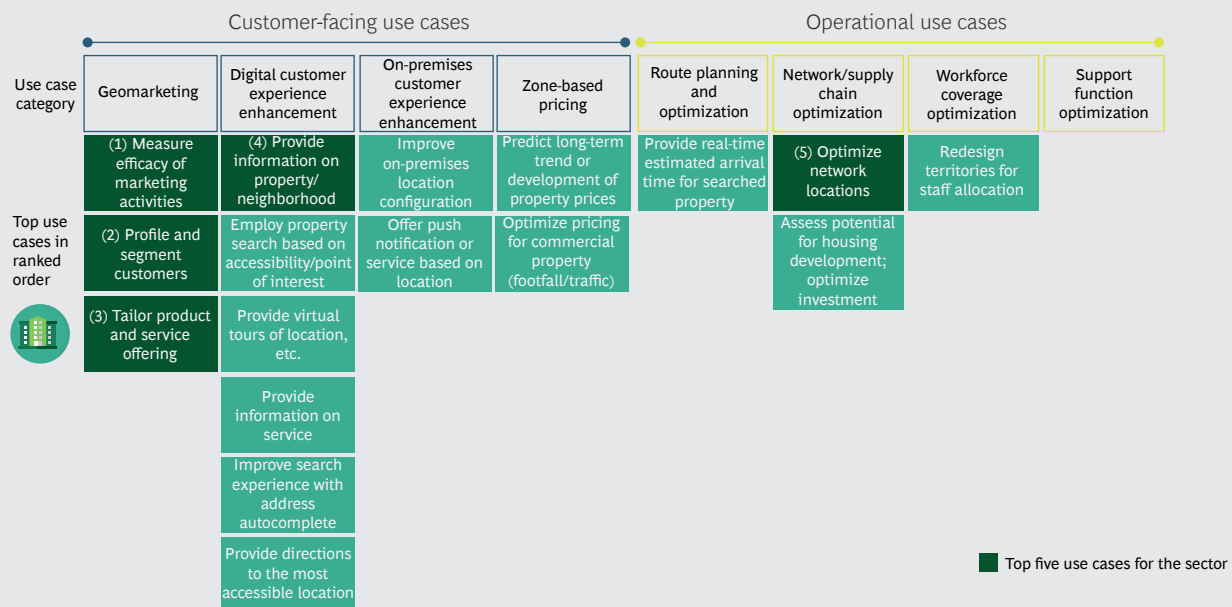 Customer-facing use cases
Operational use cases
Use case
category
Geomarketing
Digital customer
experience
enhancement
On-premises
customer
experience
enhancement
Zone-based
pricing
Route planning
and
optimization
Network/supply
chain
optimization
Workforce
coverage
optimization
Support
function
optimization
Top use
cases in
ranked
order
(1) Measure
efficacy of
marketing
activities
(4) Provide
information on
property/
neighborhood
Improve
on-premises
location
configuration
Predict long-term
trend or
development of
property prices
Provide real-time
estimated arrival
time for searched
property
(5) Optimize
network
locations
Redesign
territories for
staff allocation
(2) Profile and
segment
customers
Employ property
search based on
accessibility/point
of interest
Offer push
notification or
service based on
location
Optimize pricing
for commercial
property
(footfall/traffic)
Assess potential
for housing
development;
optimize
investment
(3) Tailor product
and service
offering
Provide virtual
tours of location,
etc.
Provide
information on
service
Improve search
experience with
address
autocomplete
Provide directions
to the most
accessible location
Top five use cases for the sector